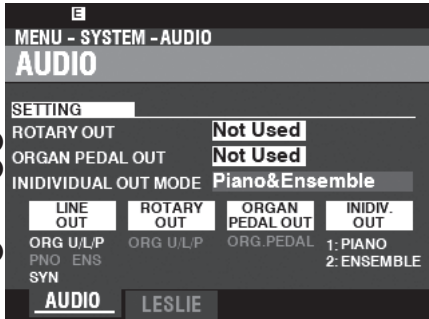 E
MENU - SYSTEM - AUDIO
AUDIO
SETTING
ROTARY OUT Not Used
ORGAN PEDAL OUT Not Used
INIDIVIDUAL OUT MODE Piano&Ensemble
LINE OUT ROTARY OUT ORGAN PEDAL OUT INIDIV. OUT
ORG U/L/P ORG U/L/P ORG.PEDAL 1: PIANO
PNO ENS 2: ENSEMBLE
SYN
AUDIO LESLIE